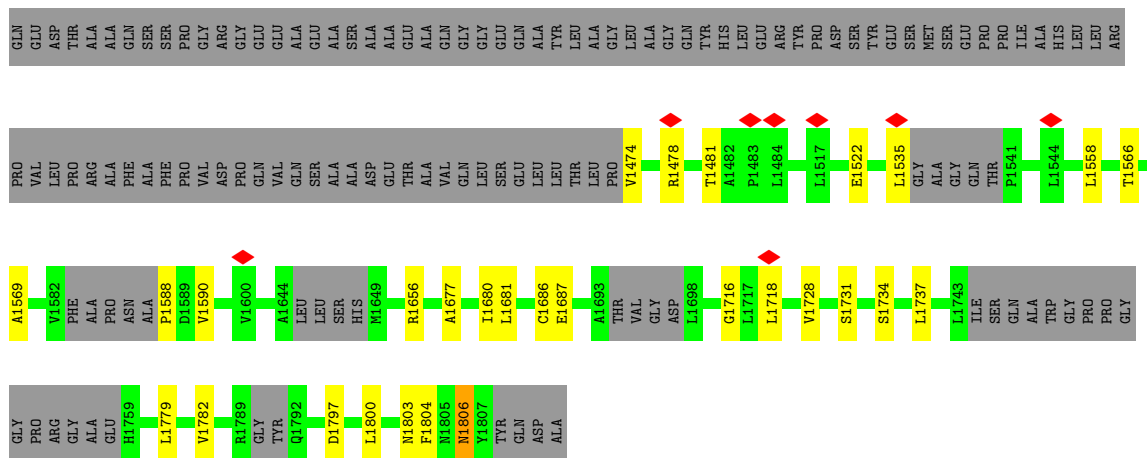 GLN GLU ASP THR ALA ALA GLN SER SER PRO GLY ARG GLY GLU GLU ALA GLU ALA SER ALA ALA GLU ALA GLN GLY GLY GLU GLN ALA TYR LEU ALA GLY LEU ALA GLY GLN TYR HIS LEU GLU ARG TYR PRO ASP SER TYR GLU SER MET SER GLU PRO PRO ILE ALA HIS LEU LEU ARG
PRO VAL LEU PRO ARG ALA PHE ALA PHE PRO VAL ASP PRO GLN VAL GLN SER ALA ALA ASP GLU THR ALA VAL GLN LEU SER GLU LEU LEU THR LEU PRO V1474 R1478 T1481 A1482 P1483 L1484 L1517 E1522 L1535 GLY ALA GLY GLN THR P1541 L1544 L1558 T1566
A1569 V1582 PHE ALA PRO ASN ALA P1588 D1589 V1590 V1600 A1644 LEU LEU SER HIS M1649 R1656 A1677 I1680 L1681 C1686 E1687 A1693 THR VAL GLY ASP L1698 G1716 L1717 L1718 V1728 S1731 S1734 L1737 L1743 ILE SER GLN ALA TRP GLY PRO PRO GLY
GLY PRO ARG GLY ALA GLU H1759 L1779 V1782 R1789 GLY TYR Q1792 D1797 L1800 N1803 F1804 N1805 N1806 Y1807 TYR GLN ASP ALA